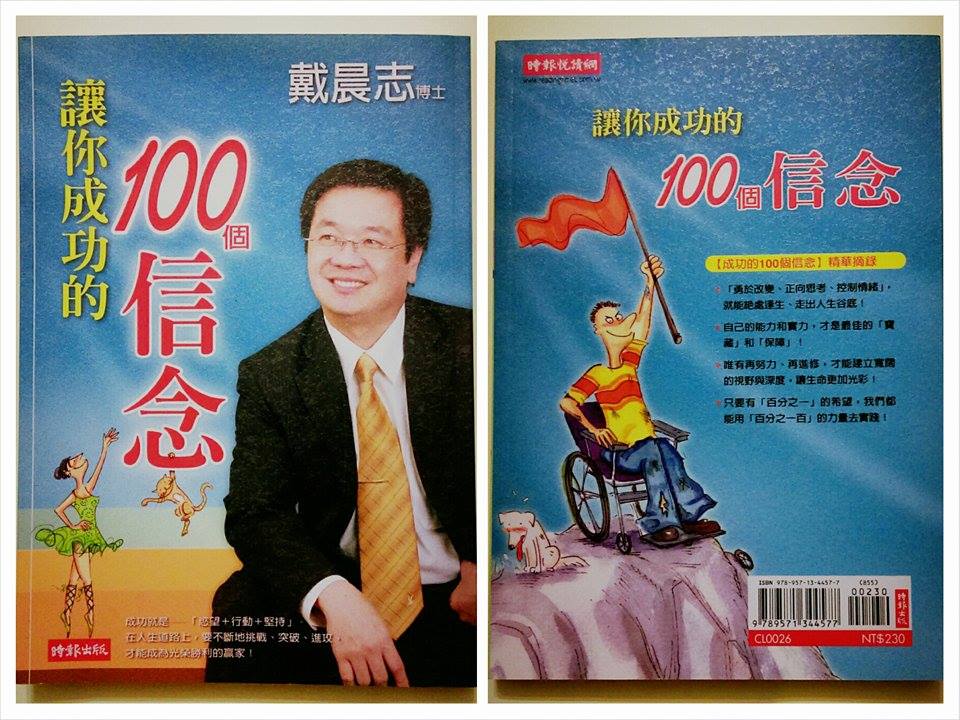 戴晨志博士
讓你成功的
100個
信念
成功就是——「慾望＋行動＋堅持」。
在人生道路上，要不斷地挑戰、突破、進攻，
才能成為光榮勝利的贏家！
時報出版
時報悅讀網
www.readingtimes.com.tw
讓你成功的
100個信念
【成功的100個信念】精華摘錄
「勇於改變、正向思考、控制情緒」，
就能絕處逢生、走出人生谷底！
自己的能力和實力，才是最佳的「寶
藏」和「保障」！
唯有再努力、再進修，才能建立寬闊
的視野與深度，讓生命更加光彩！
只要有「百分之一」的希望，我們都
能用「百分之一百」的力量去實踐！
ISBN 978-957-13-4457-7 (855)
00230
9 789571 344577
時報出版
CL0026 NT$230